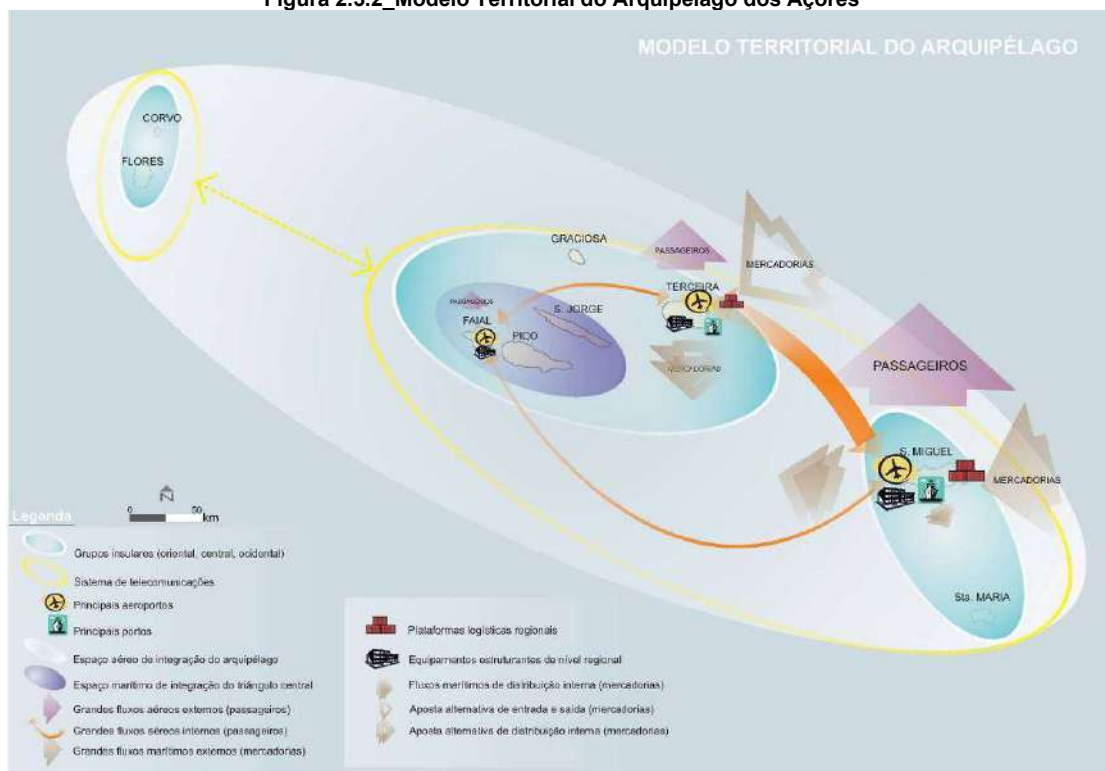 Figura 2.3.2_Modelo Territorial do Arquipélago dos Açores
MODELO TERRITORIAL DO ARQUIPÉLAGO
CORVO
FLORES
GRACIOSA
PASSAGEIROS
MERCADORIAS
TERCEIRA
PASSAGEIROS
S. JORGE
FAIAL
PICO
MERCADORIAS
PASSAGEIROS
S. MIGUEL
MERCADORIAS
Sta. MARIA
0 50
km
Legenda
Grupos insulares (oriental, central, ocidental)
Sistema de telecomunicações
Principais aeroportos
Principais portos
Espaço aéreo de integração do arquipélago
Espaço marítimo de integração do triângulo central
Grandes fluxos aéreos externos (passageiros)
Grandes fluxos aéreos internos (passageiros)
Grandes fluxos marítimos externos (mercadorias)
Plataformas logísticas regionais
Equipamentos estruturantes de nível regional
Fluxos marítimos de distribuição interna (mercadorias)
Aposta alternativa de entrada e saída (mercadorias)
Aposta alternativa de distribuição interna (mercadorias)